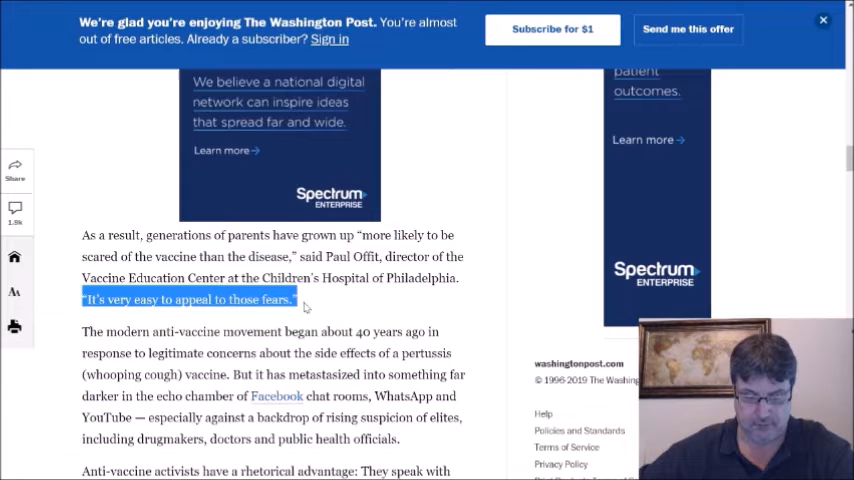 We're glad you're enjoying The Washington Post. You're almost
out of free articles. Already a subscriber? Sign in
Subscribe for $1
Send me this offer
We believe a national digital
network can inspire ideas
that spread far and wide.
Learn more→
Spectrum
ENTERPRISE
patient
outcomes.
Learn more→
Spectrum
ENTERPRISE
Share
1.9k
AA
As a result, generations of parents have grown up “more likely to be
scared of the vaccine than the disease,” said Paul Offit, director of the
Vaccine Education Center at the Children's Hospital of Philadelphia.
“It's very easy to appeal to those fears.”
The modern anti-vaccine movement began about 40 years ago in
response to legitimate concerns about the side effects of a pertussis
(whooping cough) vaccine. But it has metastasized into something far
darker in the echo chamber of Facebook chat rooms, WhatsApp and
YouTube — especially against a backdrop of rising suspicion of elites,
including drugmakers, doctors and public health officials.
Anti-vaccine activists have a rhetorical advantage: They speak with
washingtonpost.com
© 1996-2019 The Washing
Help
Policies and Standards
Terms of Service
Privacy Policy